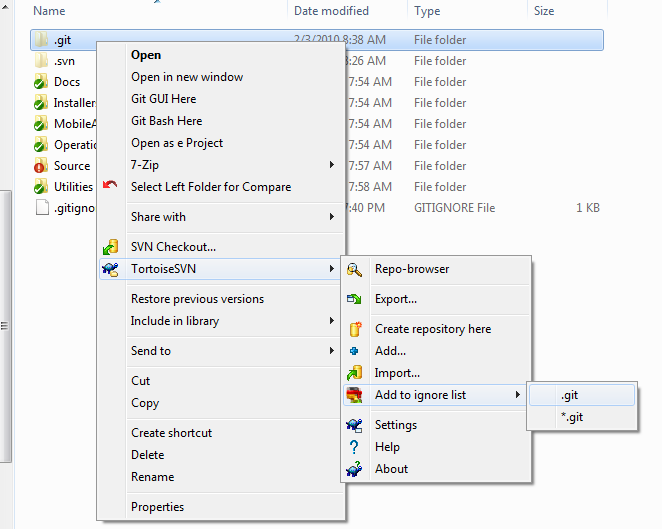 Name Date modified Type Size
.git 2/3/2010 8:38 AM File folder
.svn 8:26 AM File folder
Docs 7:54 AM File folder
Installers 7:54 AM File folder
MobileA 7:54 AM File folder
Operatio 7:54 AM File folder
Source 7:57 AM File folder
Utilities 7:58 AM File folder
.gitignor 7:40 PM GITIGNORE File 1 KB
Open
Open in new window
Git GUI Here
Git Bash Here
Open as e Project
7-Zip
Select Left Folder for Compare
Share with
SVN Checkout...
TortoiseSVN
Restore previous versions
Include in library
Send to
Cut
Copy
Create shortcut
Delete
Rename
Properties
Repo-browser
Export...
Create repository here
Add...
Import...
Add to ignore list
Settings
Help
About
.git
*.git